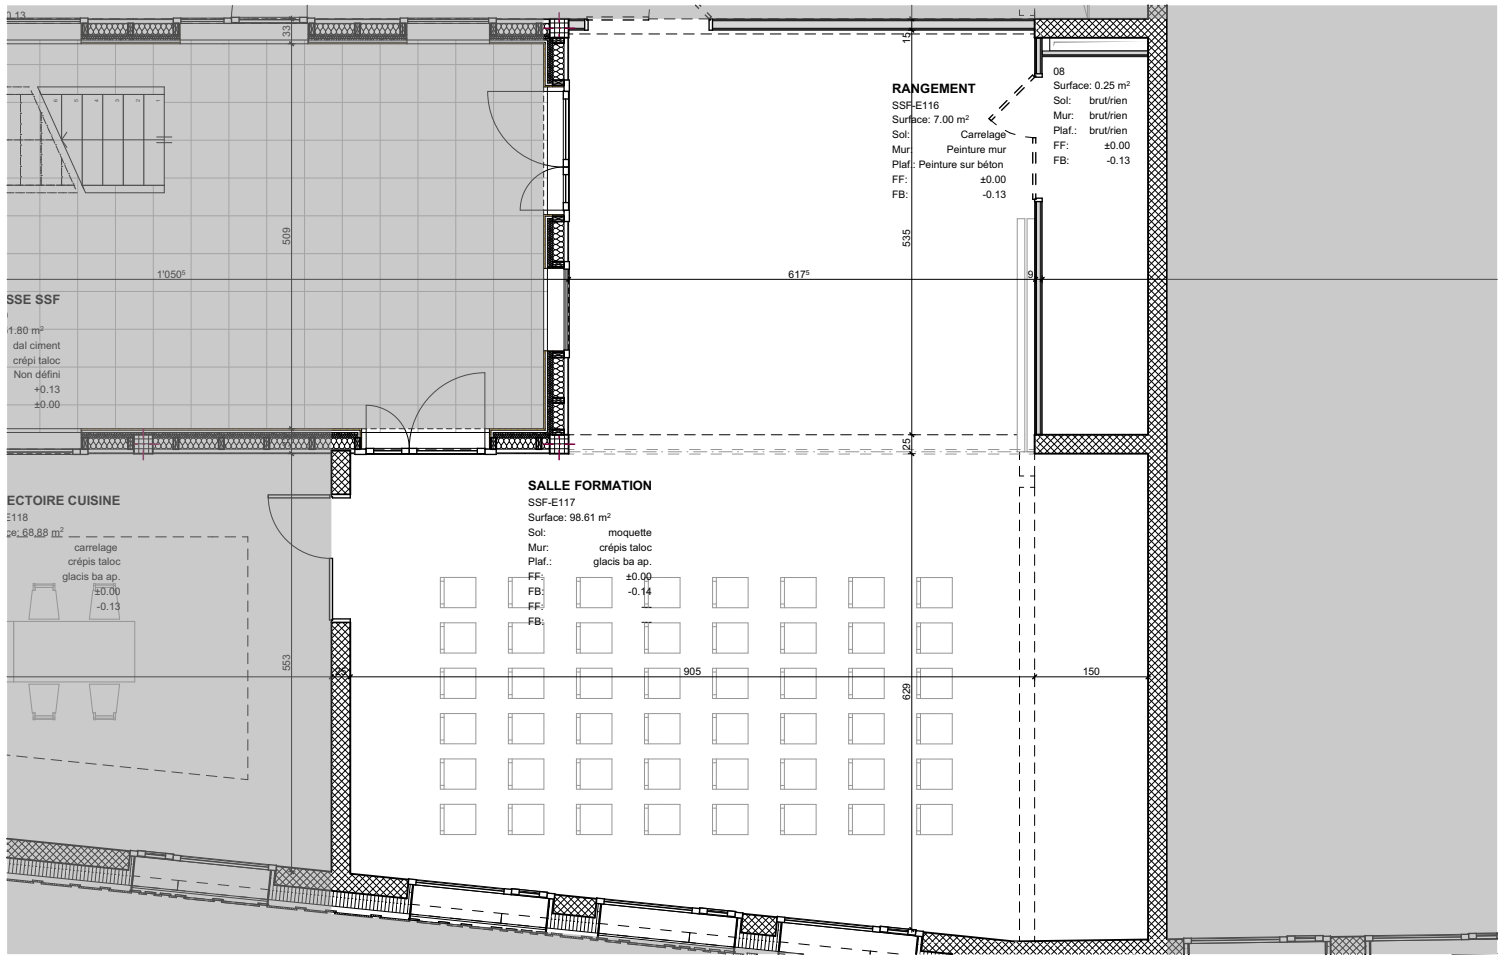 0.13
33
15
RANGEMENT
SSF-E116
Surface: 7.00 m²
Sol: Carrelage
Mur: Peinture mur
Plaf.: Peinture sur béton
FF: ±0.00
FB: -0.13
08
Surface: 0.25 m²
Sol: brut/rien
Mur: brut/rien
Plaf.: brut/rien
FF: ±0.00
FB: -0.13
509
535
1'050⁵
617⁵
9
SSE SSF
1.80 m²
dal ciment
crépi taloc
Non défini
+0.13
±0.00
25
SALLE FORMATION
SSF-E117
Surface: 98.61 m²
Sol: moquette
Mur: crépis taloc
Plaf.: glacis ba ap.
FF: ±0.00
FB: -0.14
FF: ---
FB: ---
ECTOIRE CUISINE
E118
ce: 68.88 m²
carrelage
crépis taloc
glacis ba ap.
±0.00
-0.13
553
25
905
629
150